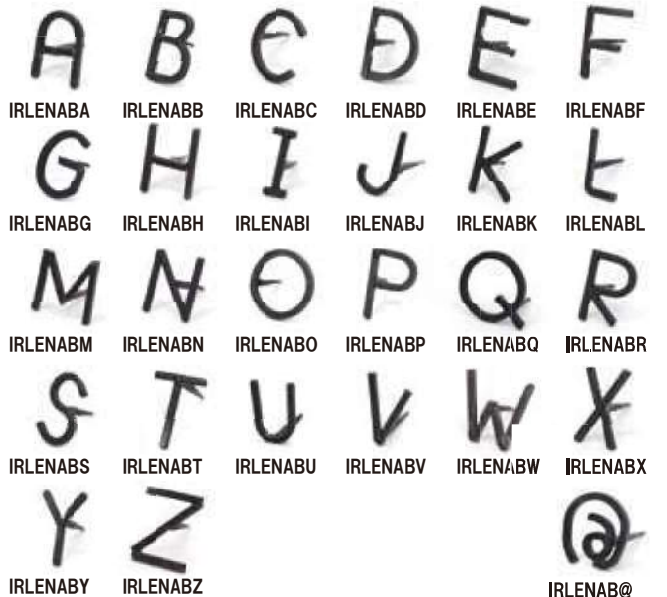 A B C D E F
IRLENABA IRLENABB IRLENABC IRLENABD IRLENABE IRLENABF
G H I J K L
IRLENABG IRLENABH IRLENABI IRLENABJ IRLENABK IRLENABL
M N O P Q R
IRLENABM IRLENABN IRLENABO IRLENABP IRLENABQ IRLENABR
S T U V W X
IRLENABS IRLENABT IRLENABU IRLENABV IRLENABW IRLENABX
Y Z @
IRLENABY IRLENABZ IRLENAB@